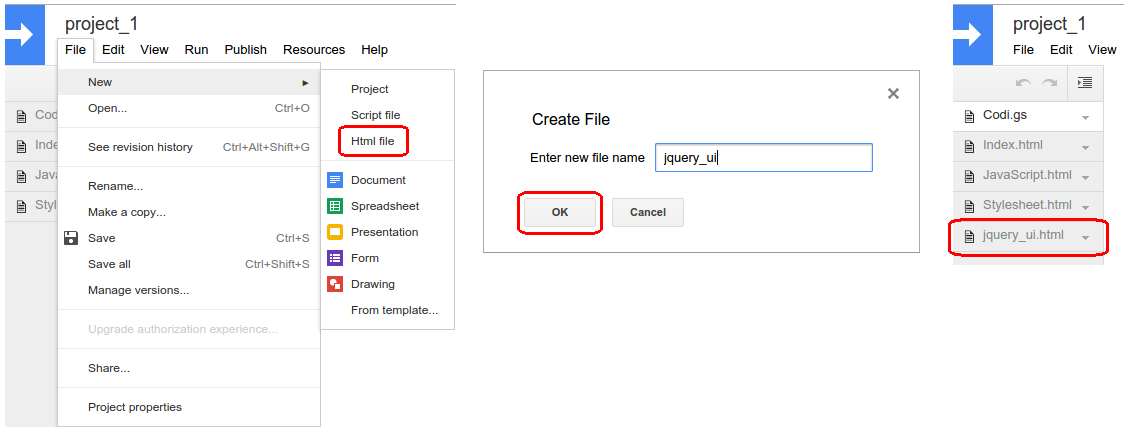 project_1
File Edit View Run Publish Resources Help
New
Open... Ctrl+O
See revision history Ctrl+Alt+Shift+G
Rename...
Make a copy...
Save Ctrl+S
Save all Ctrl+Shift+S
Manage versions...
Upgrade authorization experience...
Share...
Project properties
Cod
Inde
Java
Styl
Project
Script file
Html file
Document
Spreadsheet
Presentation
Form
Drawing
From template...
Create File
Enter new file name jquery_ui
OK Cancel
project_1
File Edit View
Codi.gs
Index.html
JavaScript.html
Stylesheet.html
jquery_ui.html